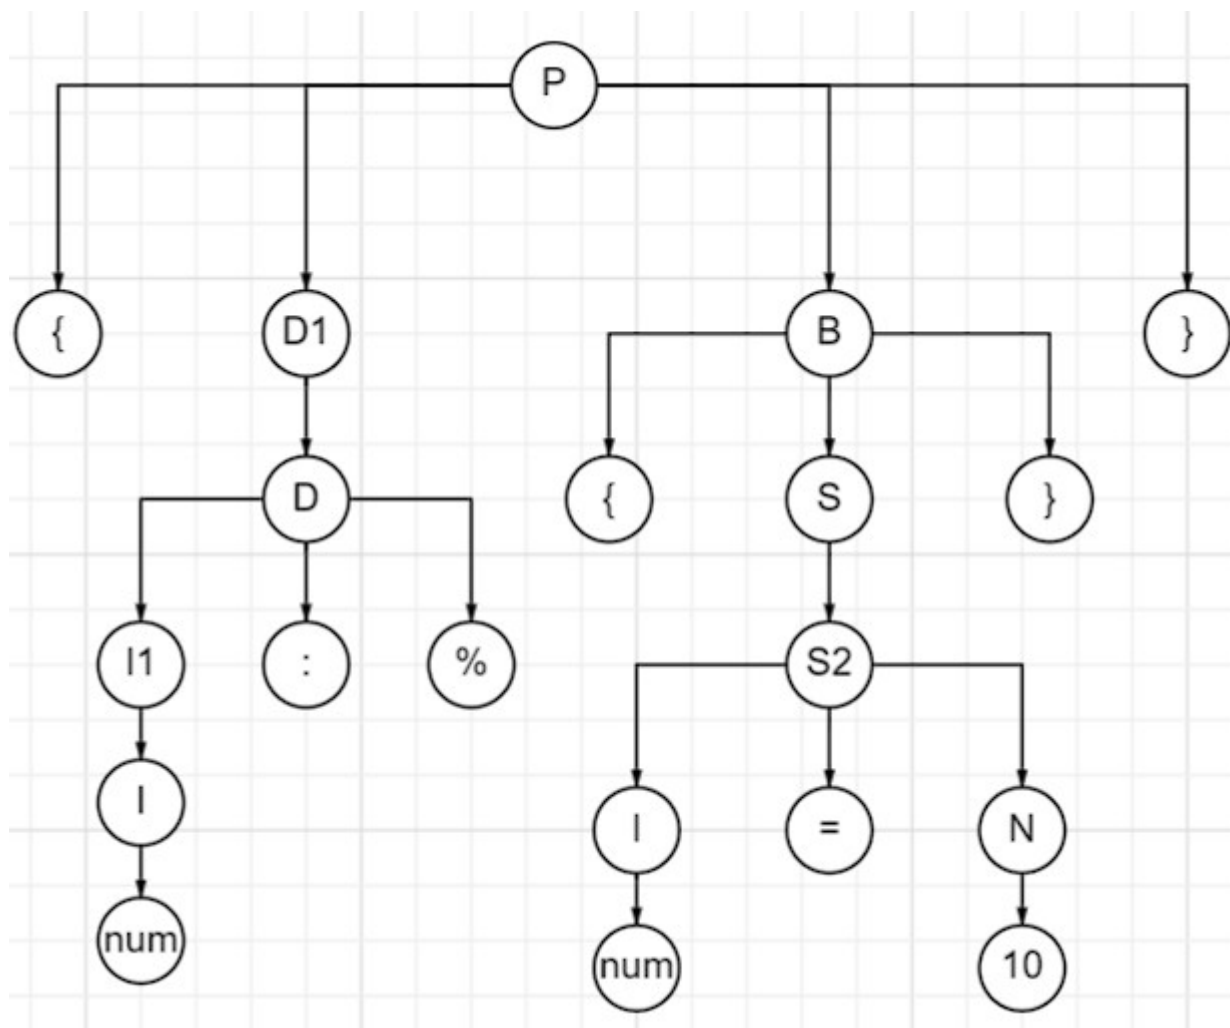 P
{ D1 B }
D { S }
I1 : % S2
I I = N
num num 10